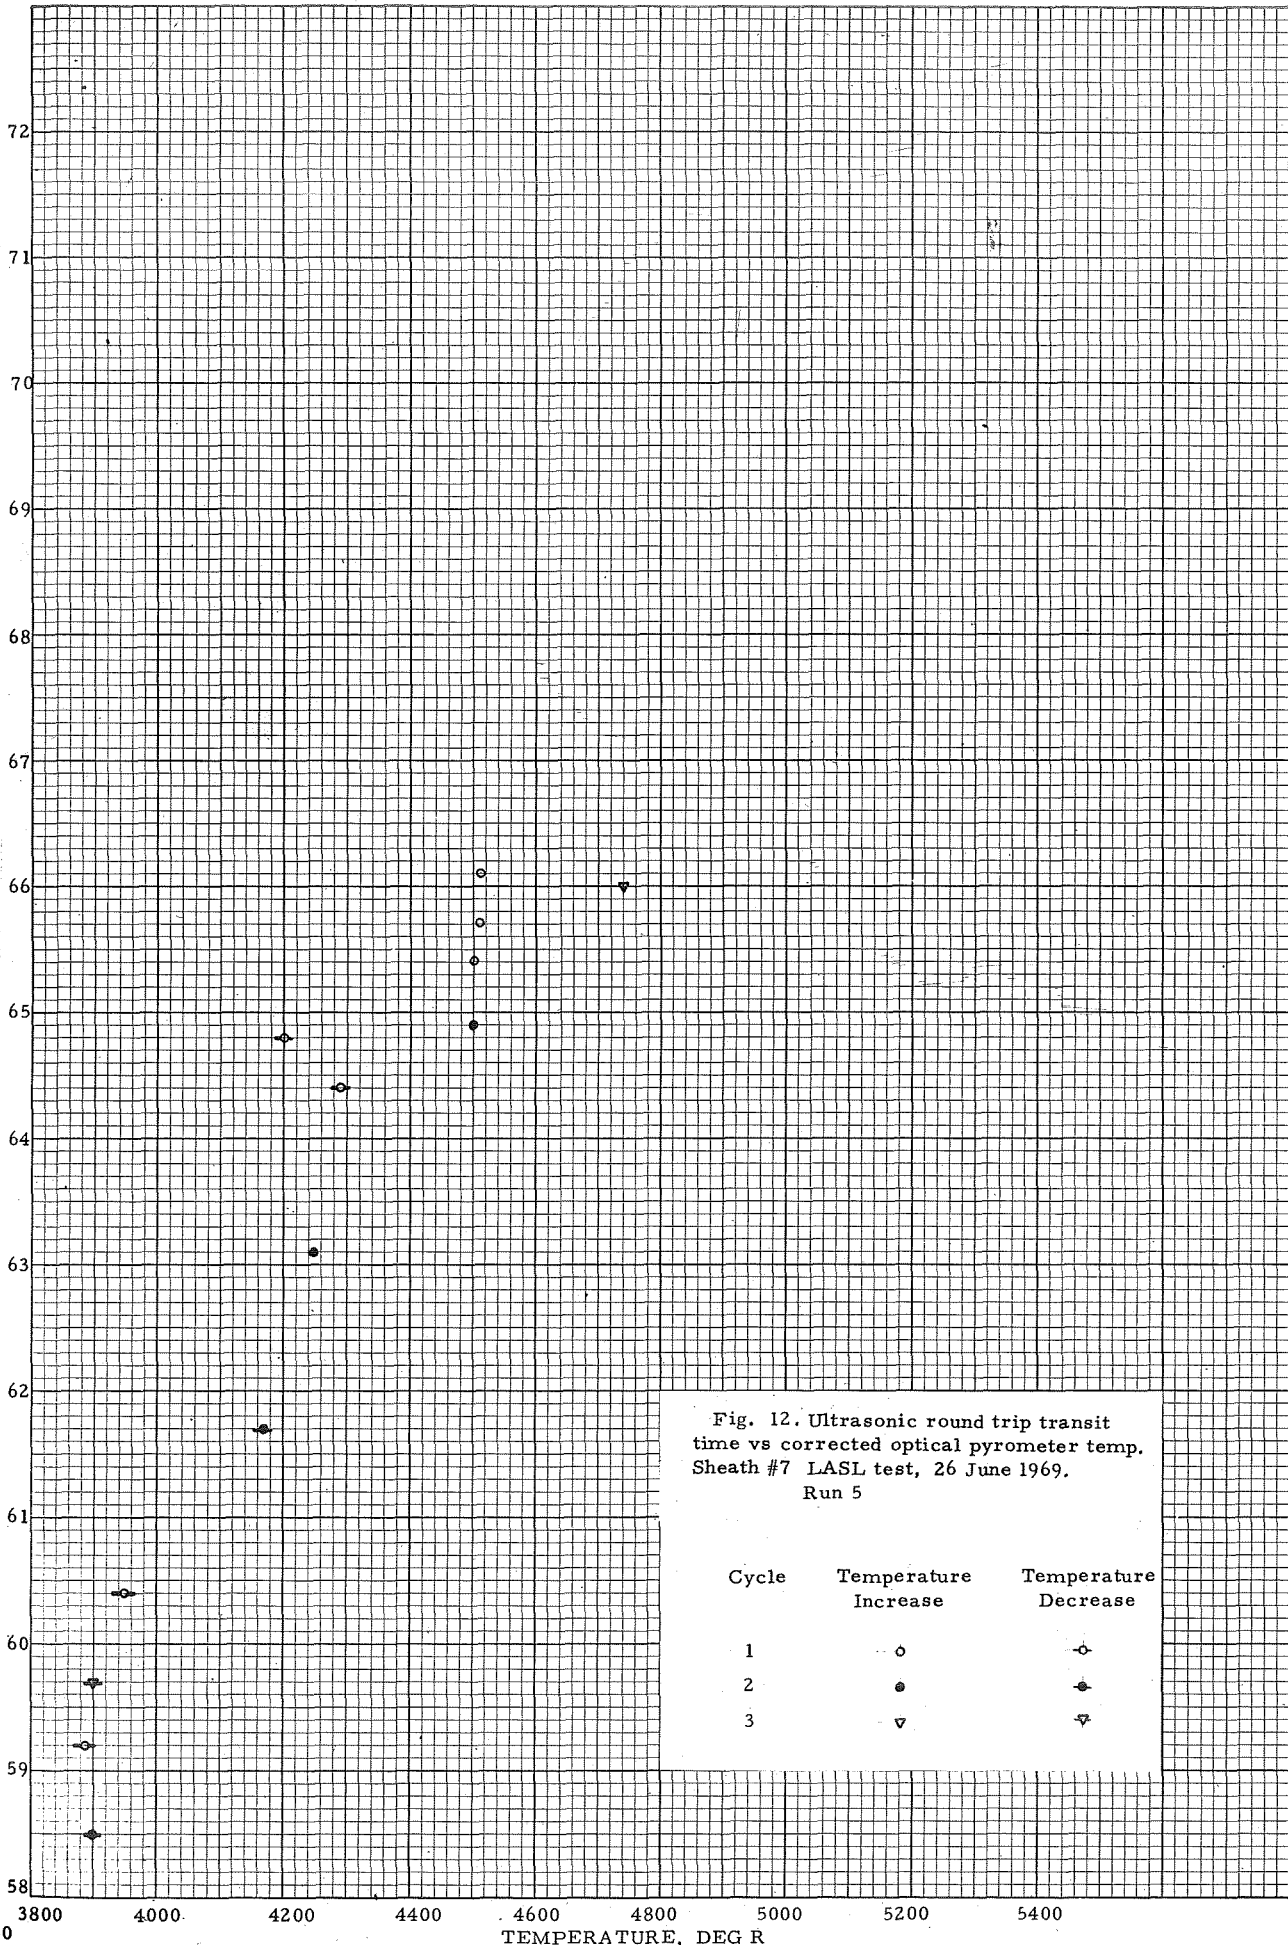 72
71
70
69
68
67
66
65
64
63
62
61
60
59
58
Fig. 12. Ultrasonic round trip transit
time vs corrected optical pyrometer temp.
Sheath #7 LASL test, 26 June 1969.
Run 5
Cycle Temperature Temperature
Increase Decrease
1
2
3
3800 4000 4200 4400 4600 4800 5000 5200 5400
0
TEMPERATURE, DEG R